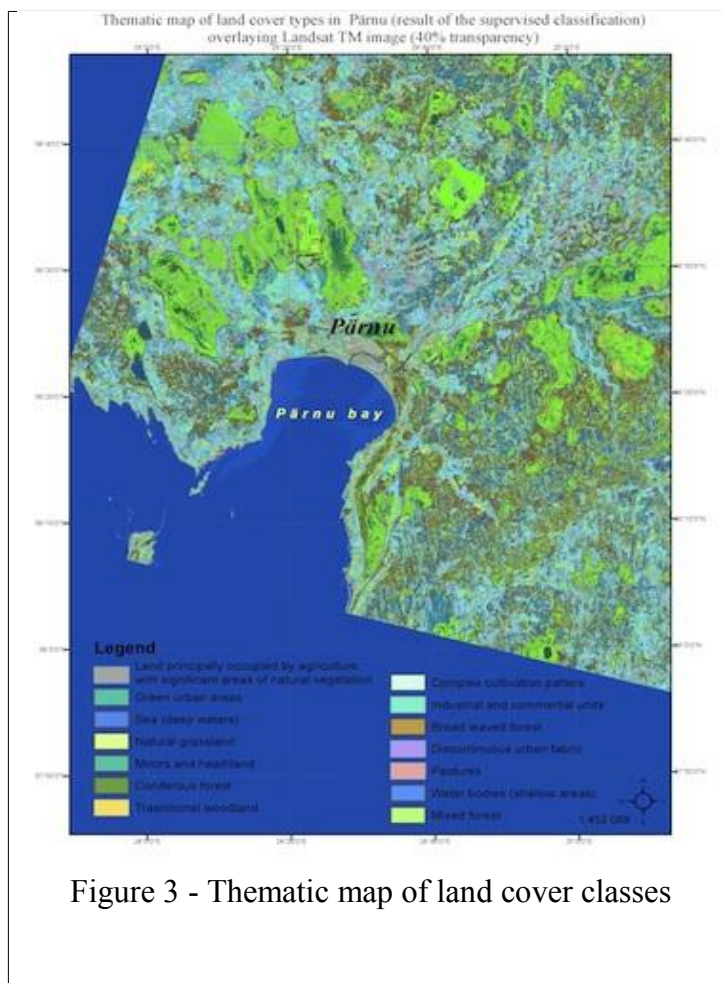 Thematic map of land cover types in Pärnu (result of the supervised classification)
overlaying Landsat TM image (40% transparency)
Pärnu
Pärnu bay
Legend
Land principally occupied by agriculture,
with significant areas of natural vegetation
Green urban areas
Sea (deep waters)
Natural grassland
Moors and heathland
Coniferous forest
Transitional woodland
Complex cultivation pattern
Industrial and commertial units
Broad leaved forest
Discontinuous urban fabric
Pastures
Water bodies (shallow areas)
Mixed forest
Figure 3 - Thematic map of land cover classes